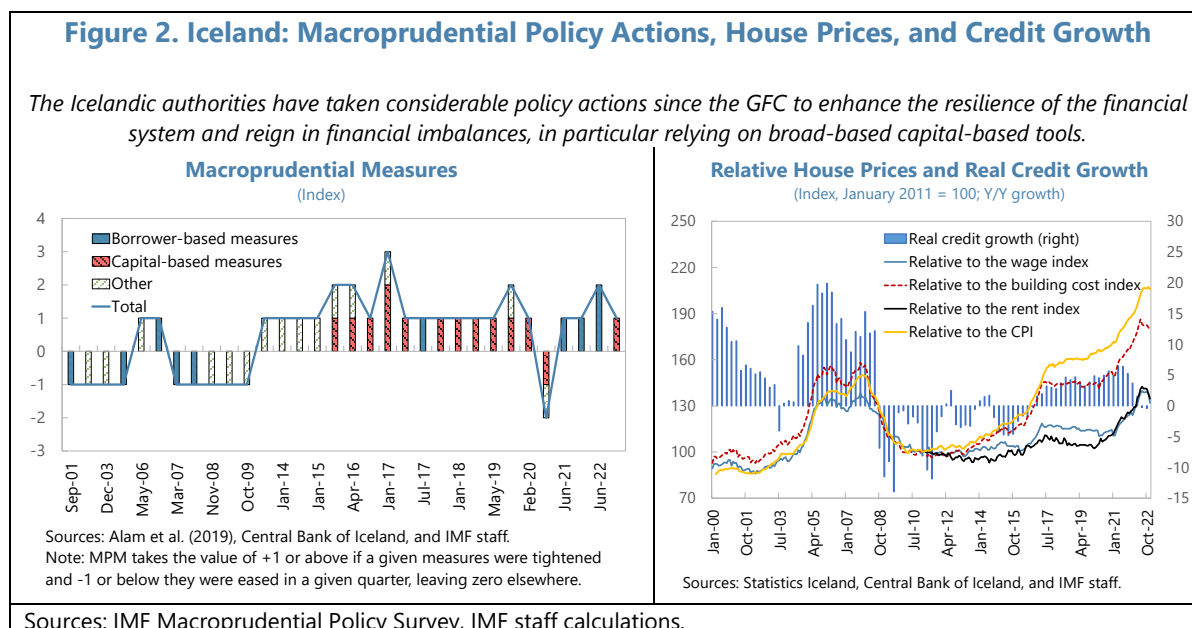 Figure 2. Iceland: Macroprudential Policy Actions, House Prices, and Credit Growth
The Icelandic authorities have taken considerable policy actions since the GFC to enhance the resilience of the financial
system and reign in financial imbalances, in particular relying on broad-based capital-based tools.
Macroprudential Measures
(Index)
4
3
2
1
0
-1
-2
-3
Borrower-based measures
Capital-based measures
Other
Total
Sep-01
Dec-03
May-06
Mar-07
Nov-08
Oct-09
Jan-14
Jan-15
Apr-16
Jan-17
Jul-17
Jan-18
May-19
Feb-20
Jun-21
Jun-22
Sources: Alam et al. (2019), Central Bank of Iceland, and IMF staff.
Note: MPM takes the value of +1 or above if a given measures were tightened
and -1 or below they were eased in a given quarter, leaving zero elsewhere.
Relative House Prices and Real Credit Growth
(Index, January 2011 = 100; Y/Y growth)
250
220
190
160
130
100
70
Real credit growth (right)
Relative to the wage index
Relative to the building cost index
Relative to the rent index
Relative to the CPI
30
25
20
15
10
5
0
-5
-10
-15
Jan-00
Oct-01
Jul-03
Apr-05
Jan-07
Oct-08
Jul-10
Apr-12
Jan-14
Oct-15
Jul-17
Apr-19
Jan-21
Oct-22
Sources: Statistics Iceland, Central Bank of Iceland, and IMF staff.
Sources: IMF Macroprudential Policy Survey, IMF staff calculations.